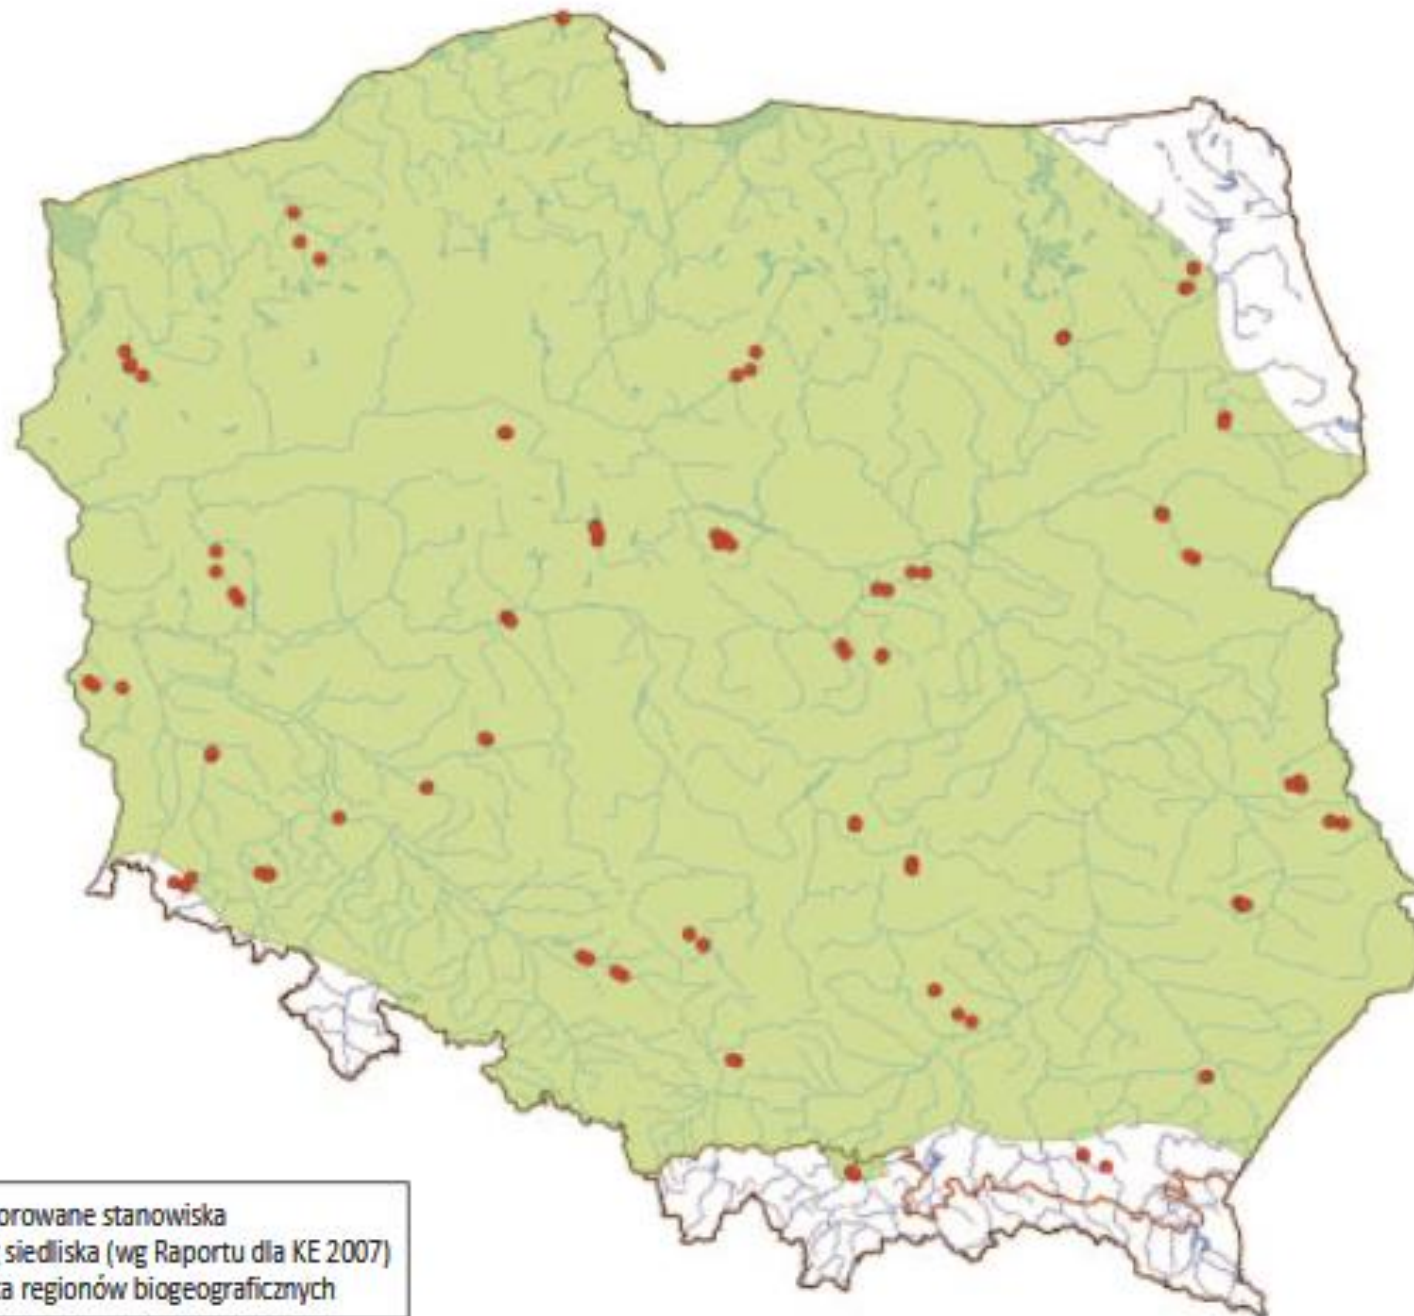 orowane stanowiska
siedliska (wg Raportu dla KE 2007)
a regionów biogeograficznych